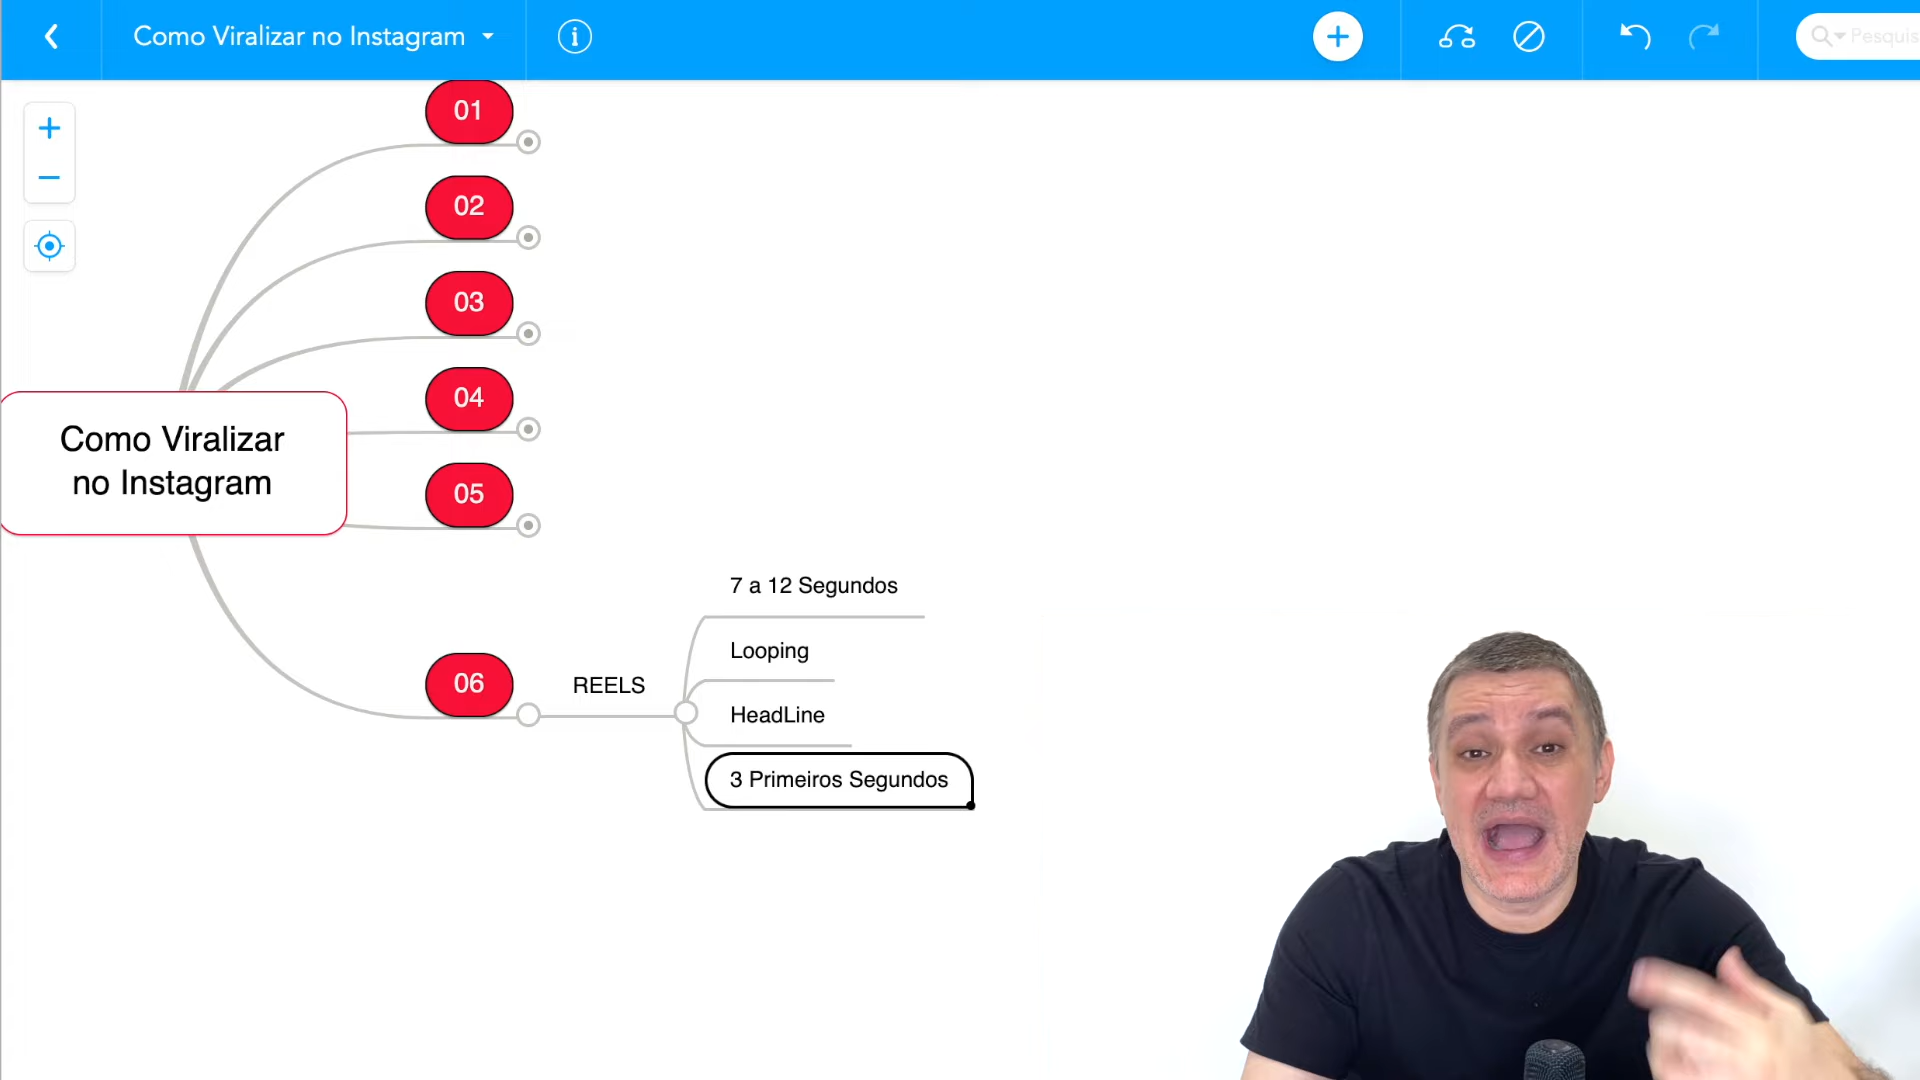 Como Viralizar no Instagram
Pesquis
01
02
03
04
05
Como Viralizar
no Instagram
06
REELS
7 a 12 Segundos
Looping
HeadLine
3 Primeiros Segundos